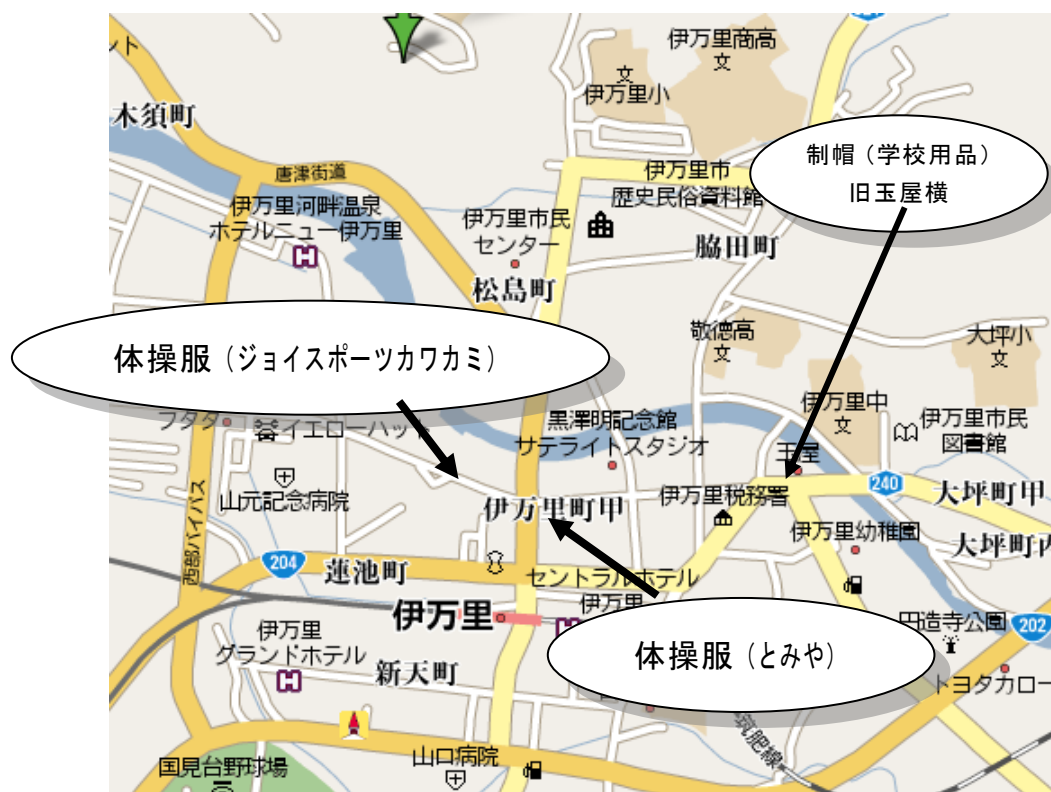 ント
伊万里商高
文
文
伊万里小
木須町
制帽（学校用品）
旧玉屋横
唐津街道
伊万里市
歴史民俗資料館
伊万里河畔温泉
ホテルニュー伊万里
伊万里市民
センター
脇田町
松島町
体操服（ジョイスポーツカワカミ）
敬徳高
文
大坪小
文
伊万里中
文
フタタ
イエローハット
黒澤明記念館
サテライトスタジオ
伊万里市民
図書館
玉屋
山元記念病院
伊万里町甲
伊万里税務署
240
大坪町甲
西部バイパス
伊万里幼稚園
大坪町内
204
蓮池町
セントラルホテル
伊万里
伊万里
体操服（とみや）
円造寺公園
202
伊万里
グランドホテル
新天町
トヨタカロー
筑肥線
山口病院
国見台野球場